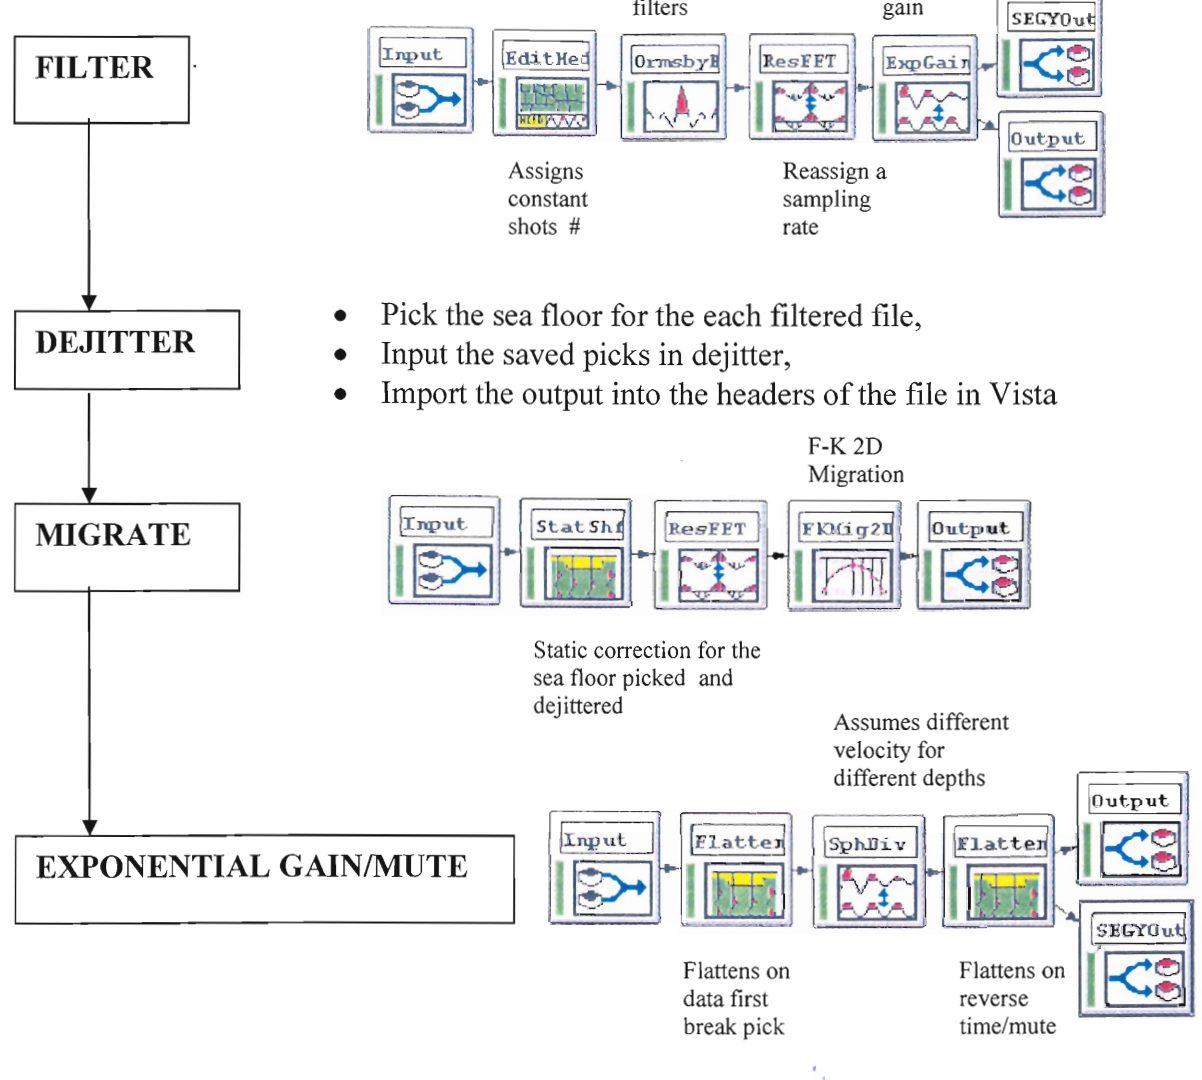 filters
gain
FILTER
Input
EditHed
OrmsbyB
ResFFT
ExpGain
SEGYOut
Output
Assigns
constant
shots #
Reassign a
sampling
rate
DEJITTER
• Pick the sea floor for the each filtered file,
• Input the saved picks in dejitter,
• Import the output into the headers of the file in Vista
F-K 2D
Migration
MIGRATE
Input
StatShf
ResFFT
FKMig2D
Output
Static correction for the
sea floor picked and
dejittered
Assumes different
velocity for
different depths
EXPONENTIAL GAIN/MUTE
Input
Flatten
SphDiv
Flatten
Output
SEGYOut
Flattens on
data first
break pick
Flattens on
reverse
time/mute